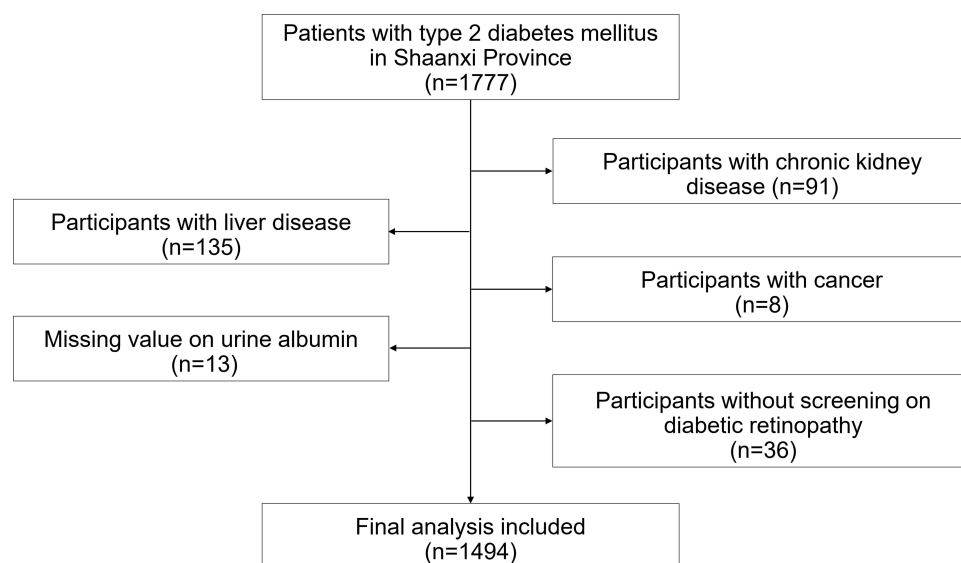 Patients with type 2 diabetes mellitus
in Shaanxi Province
(n=1777)
Participants with chronic kidney
disease (n=91)
Participants with liver disease
(n=135)
Participants with cancer
(n=8)
Missing value on urine albumin
(n=13)
Participants without screening on
diabetic retinopathy
(n=36)
Final analysis included
(n=1494)